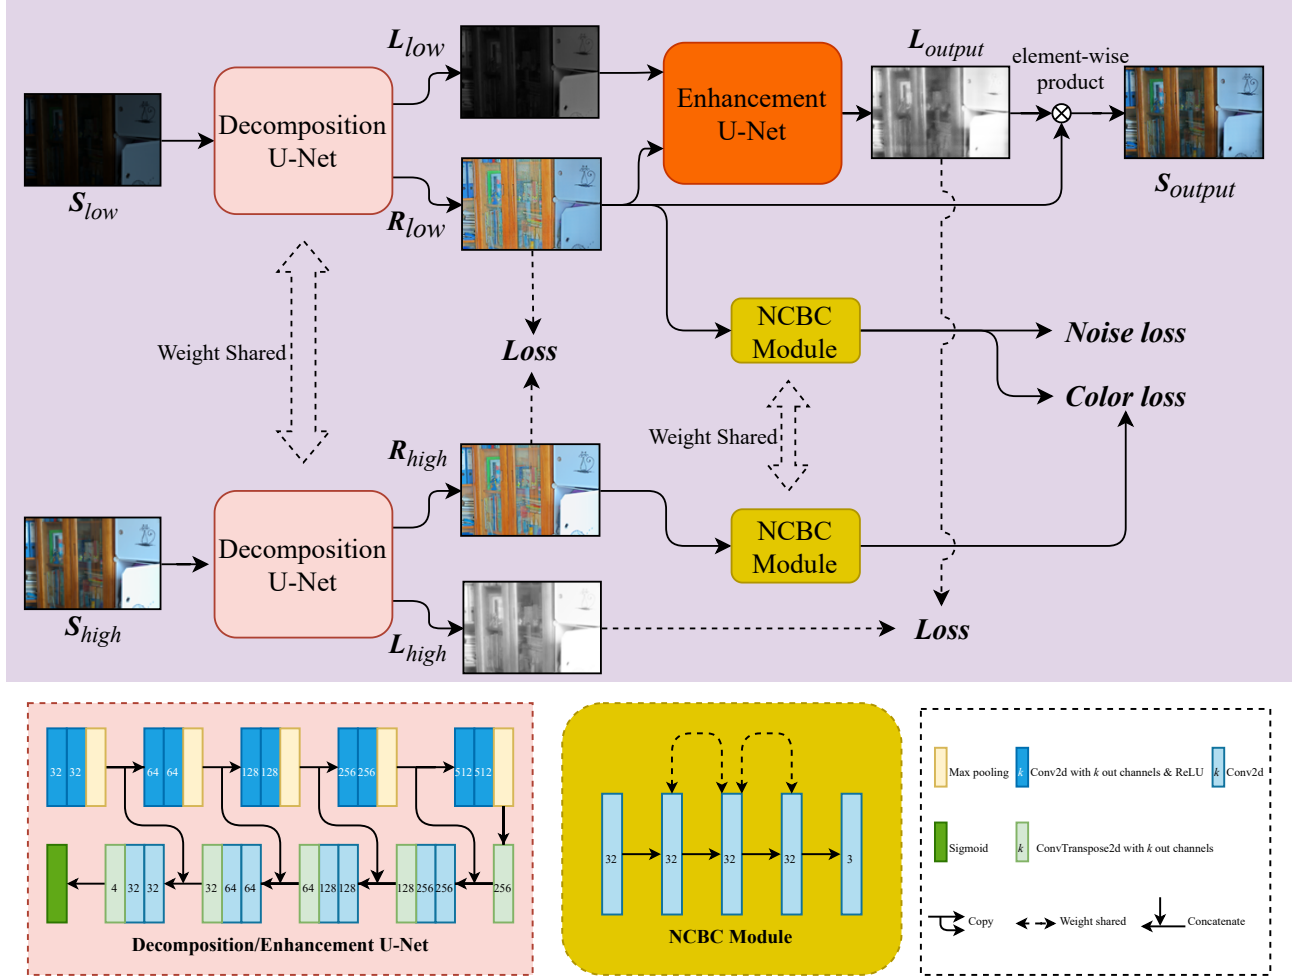 L_low
L_output
element-wise
product
Decomposition
U-Net
Enhancement
U-Net
S_low
R_low
S_output
NCBC
Module
Noise loss
Weight Shared
Loss
Color loss
R_high
Weight Shared
Decomposition
U-Net
NCBC
Module
S_high
L_high
Loss
32 32
64 64
128 128
256 256
512 512
4 32 32
32 64 64
64 128 128
128 256 256
256
Decomposition/Enhancement U-Net
32
32
32
32
3
NCBC Module
Max pooling
k Conv2d with k out channels & ReLU
k Conv2d
Sigmoid
k ConvTranspose2d with k out channels
Copy
Weight shared
Concatenate